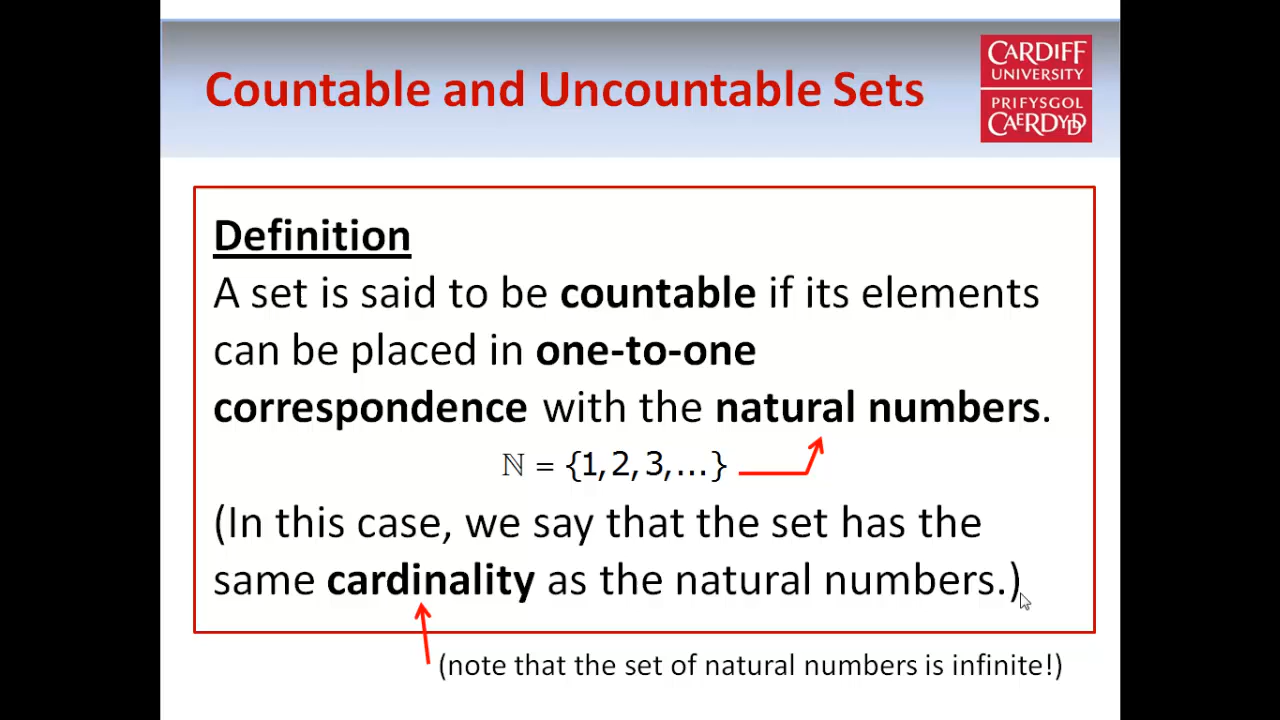 Countable and Uncountable Sets
CARDIFF
UNIVERSITY
PRIFYSGOL
CAERDYDD
Definition
A set is said to be countable if its elements
can be placed in one-to-one
correspondence with the natural numbers.
ℕ = {1, 2, 3, ...}
(In this case, we say that the set has the
same cardinality as the natural numbers.)
(note that the set of natural numbers is infinite!)